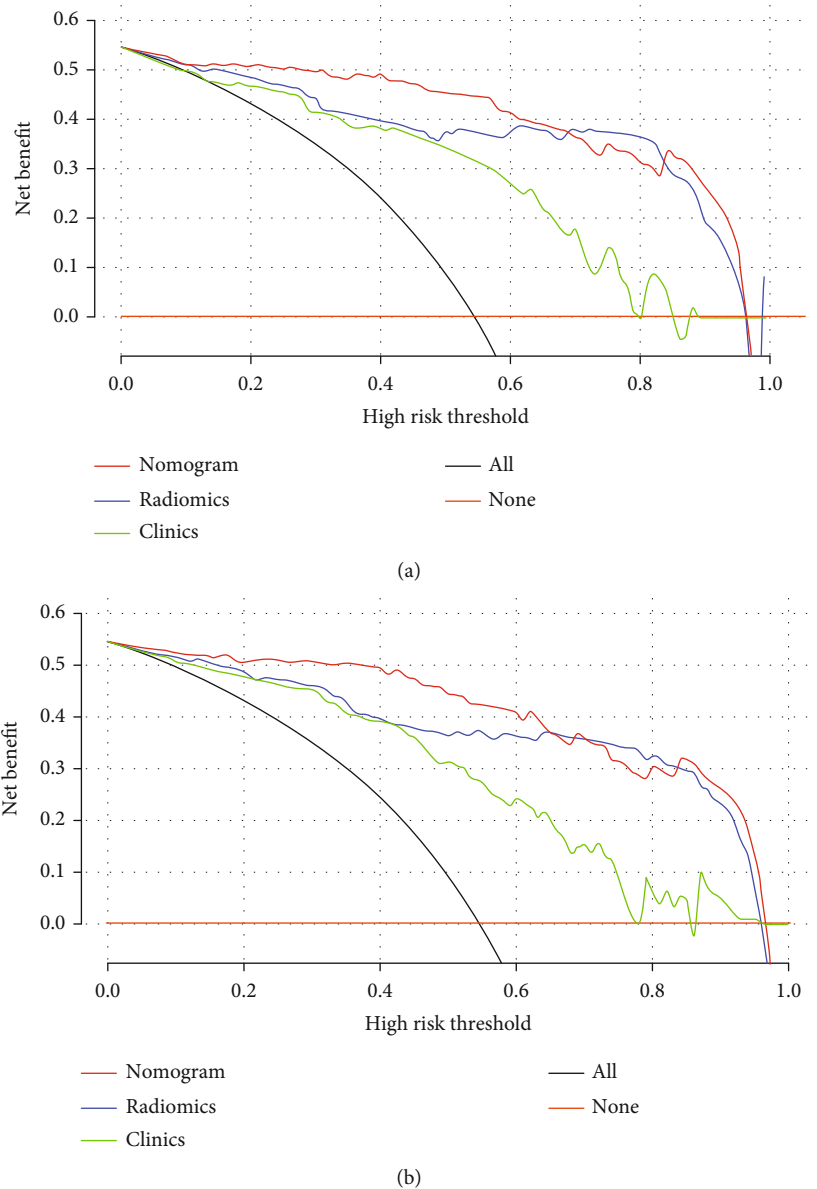 0.6
0.5
0.4
0.3
0.2
0.1
0.0
Net benefit
0.0 0.2 0.4 0.6 0.8 1.0
High risk threshold
Nomogram All
Radiomics None
Clinics
(a)
0.6
0.5
0.4
0.3
0.2
0.1
0.0
Net benefit
0.0 0.2 0.4 0.6 0.8 1.0
High risk threshold
Nomogram All
Radiomics None
Clinics
(b)